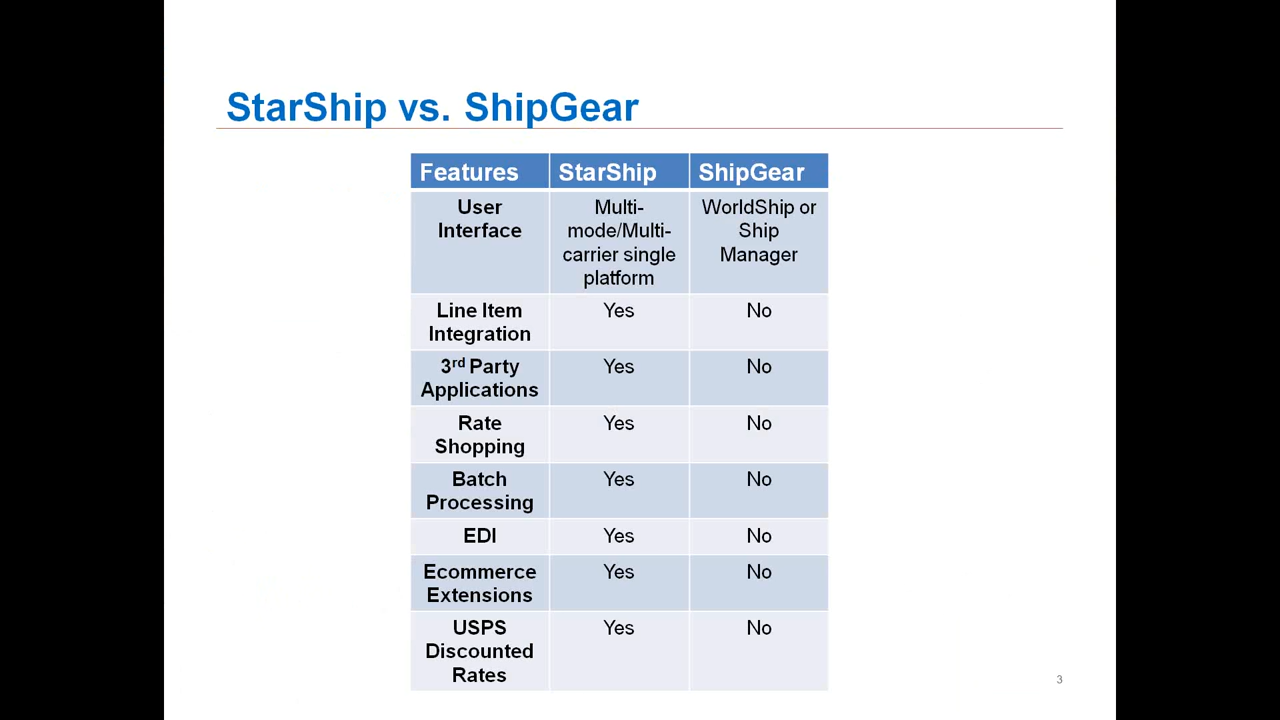 StarShip vs. ShipGear
Features StarShip ShipGear
User Interface Multi-mode/Multi-carrier single platform WorldShip or Ship Manager
Line Item Integration Yes No
3rd Party Applications Yes No
Rate Shopping Yes No
Batch Processing Yes No
EDI Yes No
Ecommerce Extensions Yes No
USPS Discounted Rates Yes No
3